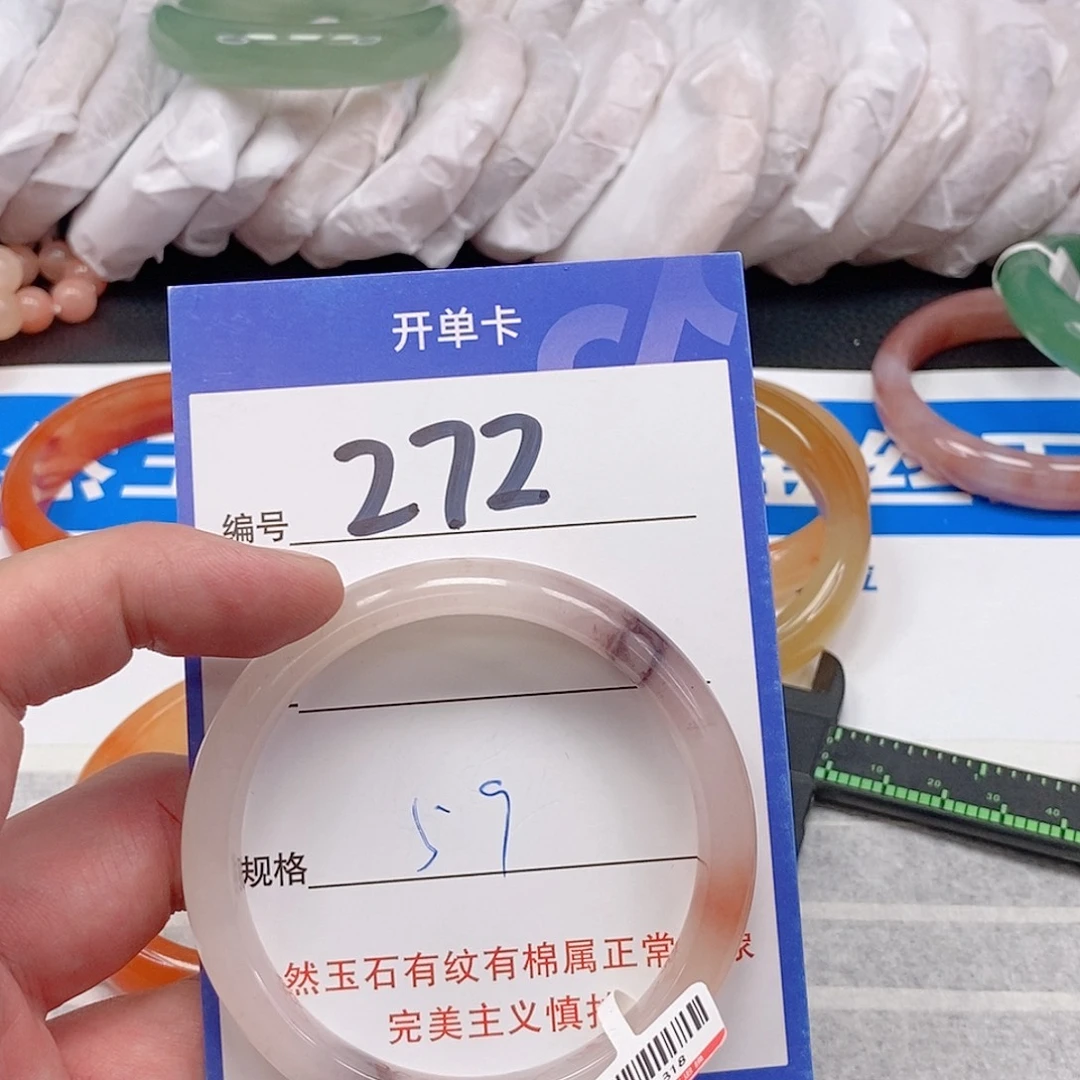 开单卡
编号 272
规格 59
然玉石有纹有棉属正常
完美主义慎
318